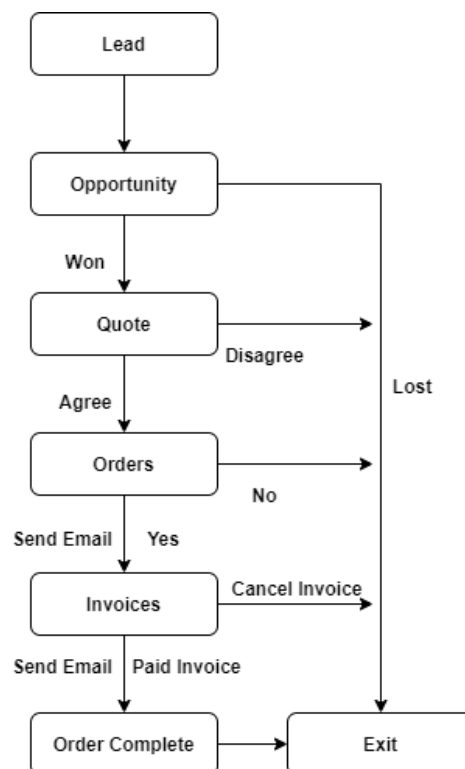 Lead
Opportunity
Won
Quote
Disagree
Lost
Agree
Orders
No
Send Email Yes
Cancel Invoice
Invoices
Send Email Paid Invoice
Order Complete
Exit